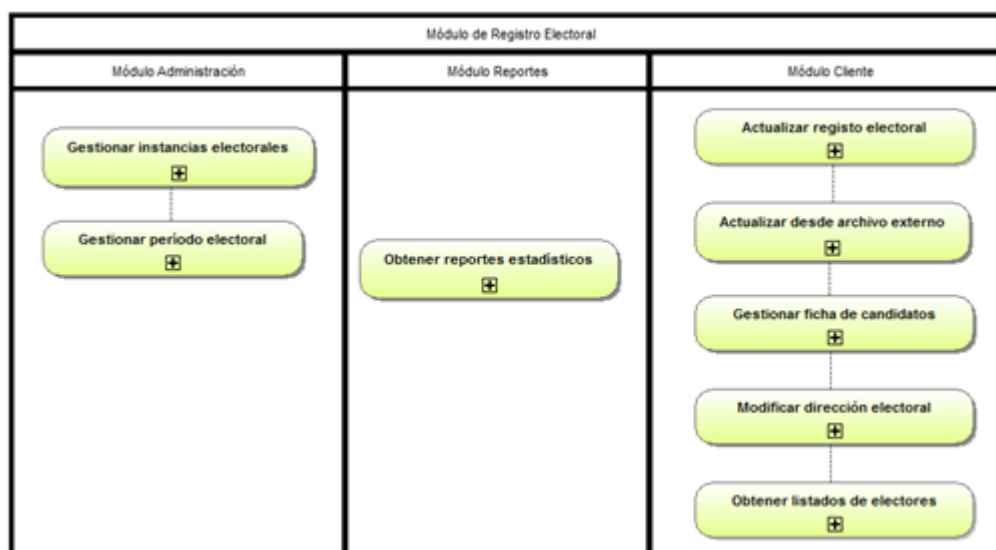 Módulo de Registro Electoral
Módulo Administración
Módulo Reportes
Módulo Cliente
Gestionar instancias electorales
Gestionar período electoral
Obtener reportes estadísticos
Actualizar registo electoral
Actualizar desde archivo externo
Gestionar ficha de candidatos
Modificar dirección electoral
Obtener listados de electores